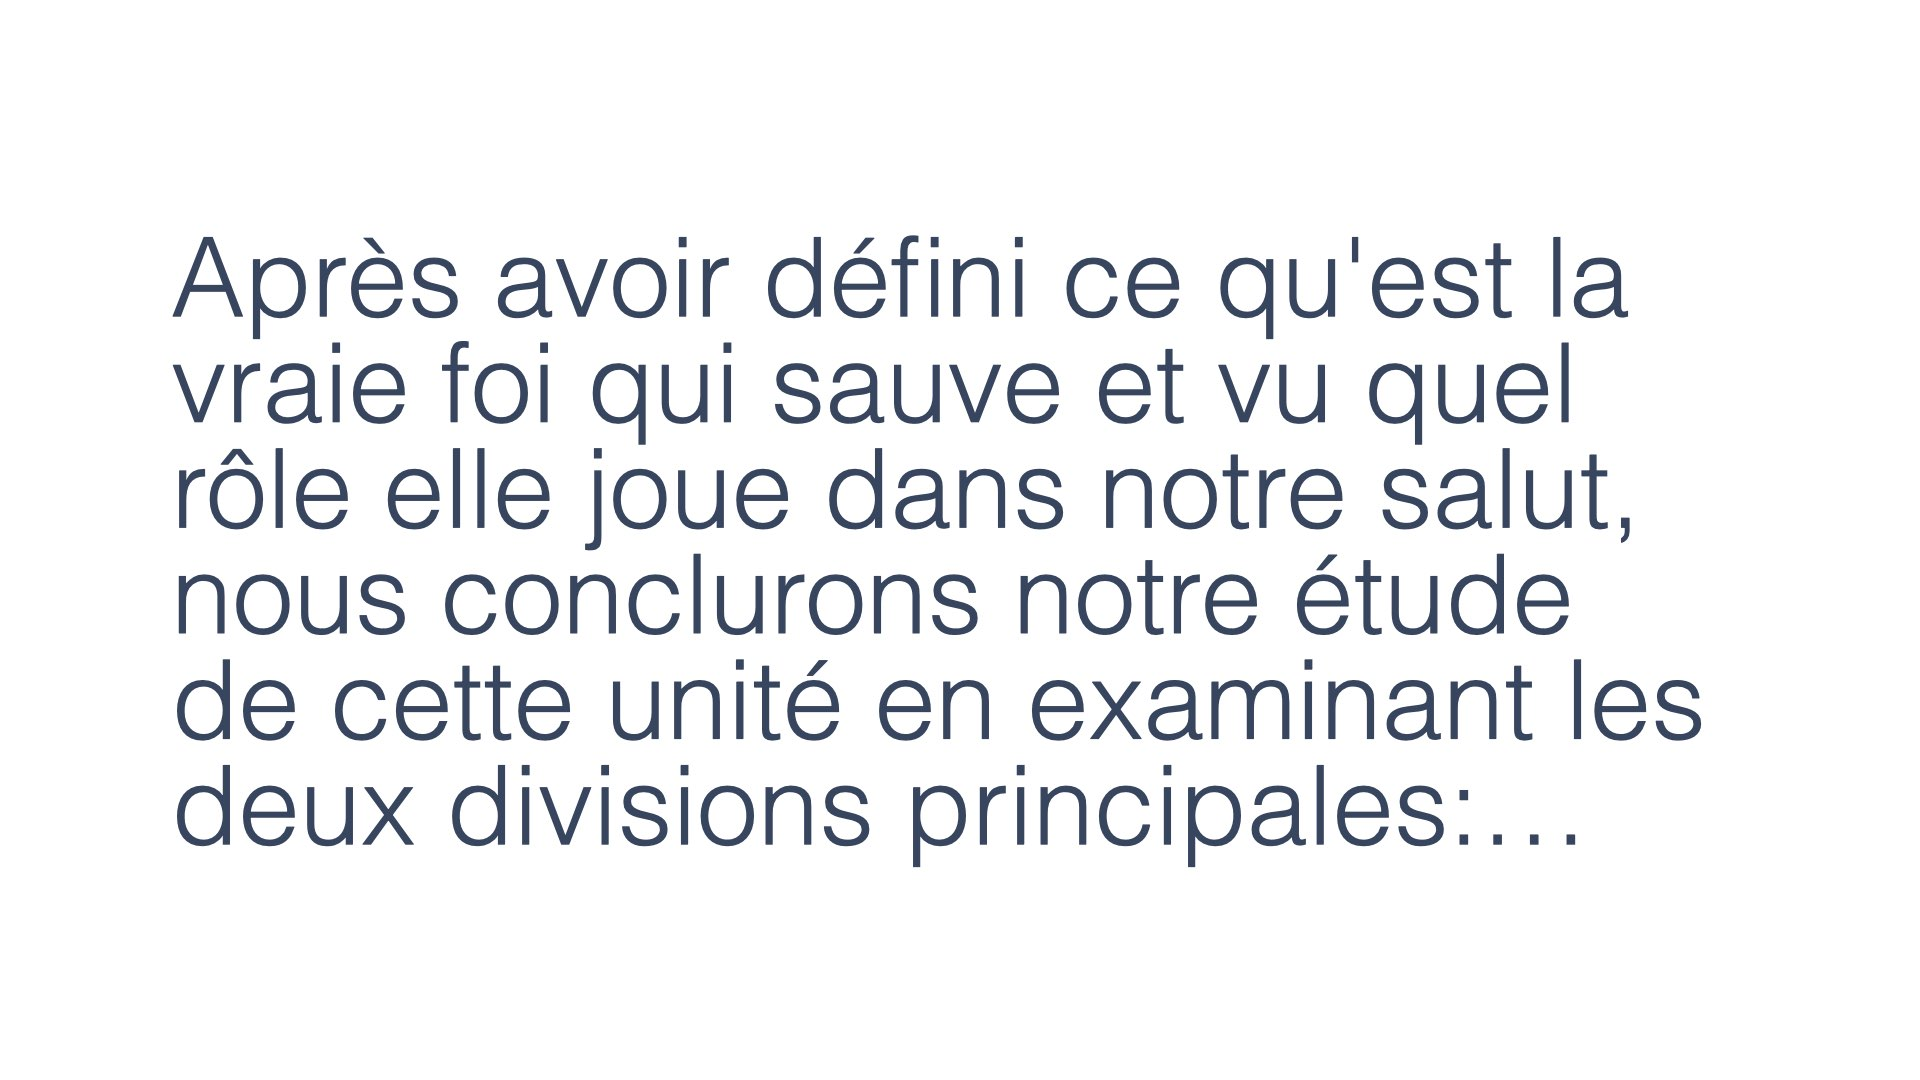 Après avoir défini ce qu'est la
vraie foi qui sauve et vu quel
rôle elle joue dans notre salut,
nous conclurons notre étude
de cette unité en examinant les
deux divisions principales:…